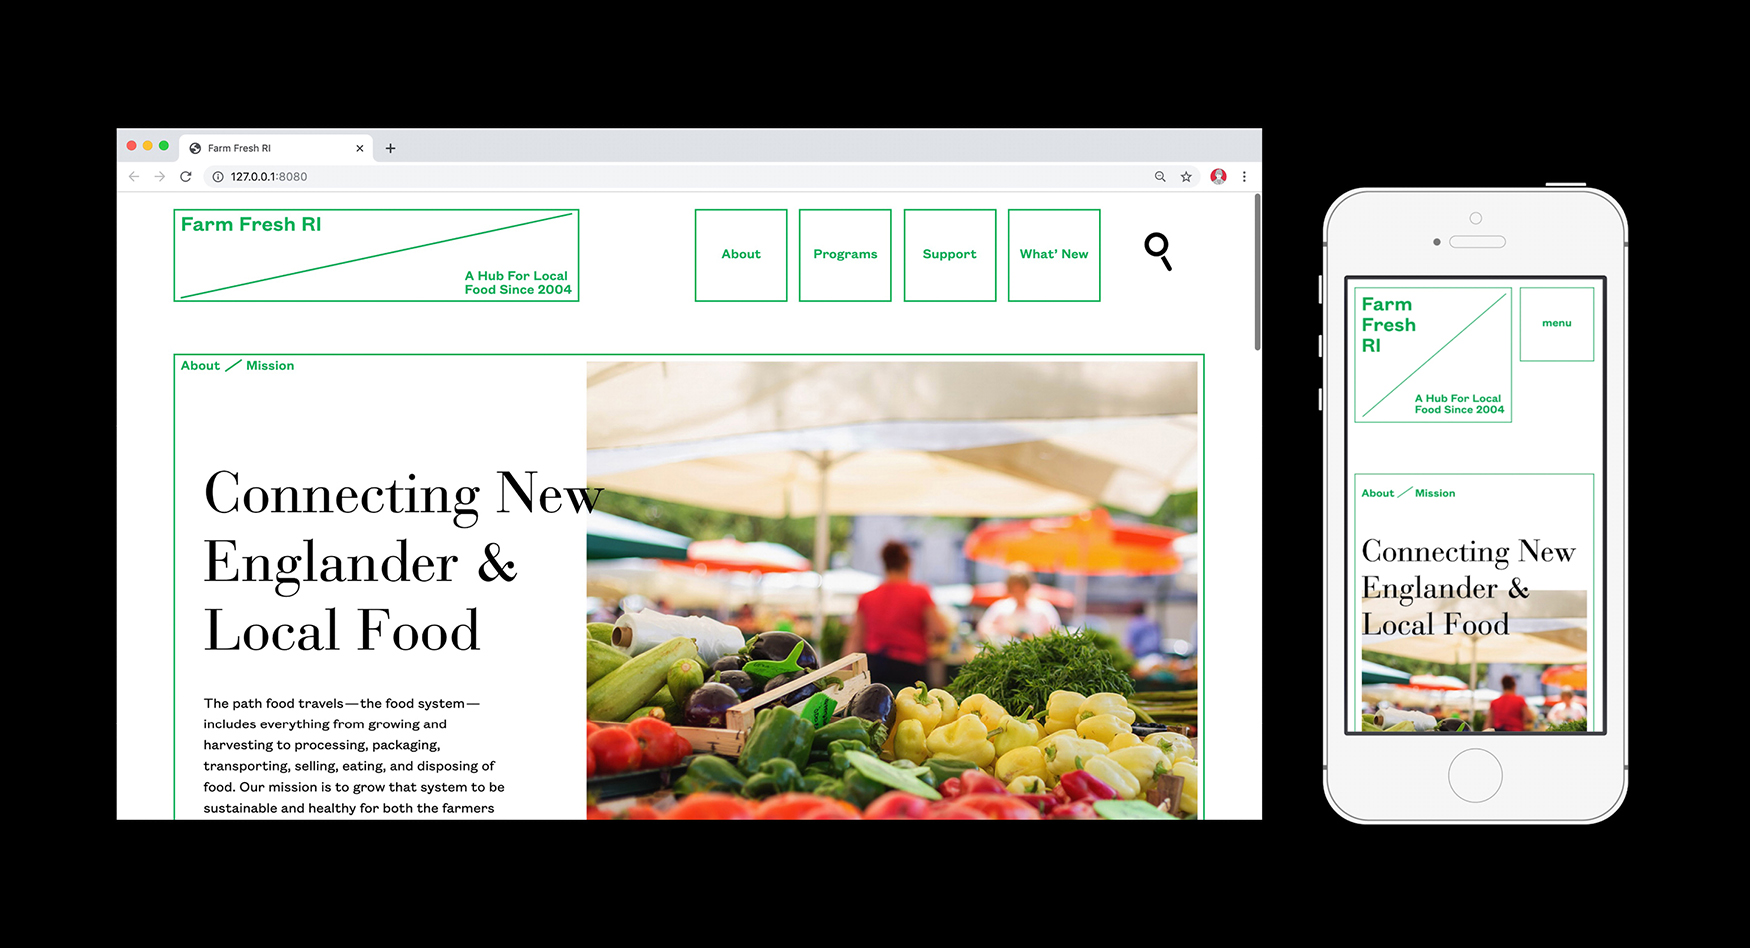 Farm Fresh RI
127.0.0.1:8080
Farm Fresh RI
A Hub For Local
Food Since 2004
About
Programs
Support
What' New
About / Mission
Connecting New
Englander &
Local Food
The path food travels—the food system—
includes everything from growing and
harvesting to processing, packaging,
transporting, selling, eating, and disposing of
food. Our mission is to grow that system to be
sustainable and healthy for both the farmers
Farm
Fresh
RI
A Hub For Local
Food Since 2004
menu
About / Mission
Connecting New
Englander &
Local Food